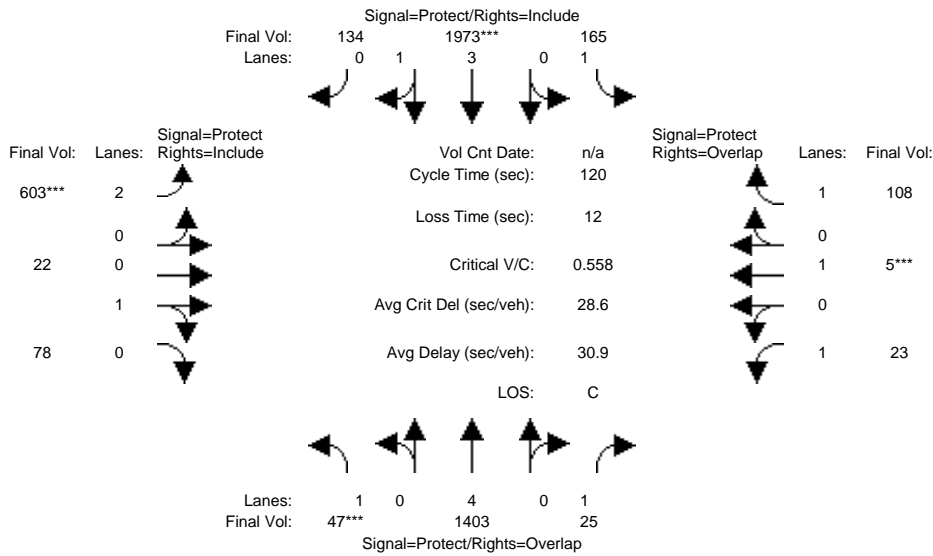 Signal=Protect/Rights=Include
Final Vol: 134 1973*** 165
Lanes: 0 1 3 0 1
Signal=Protect
Final Vol: Lanes: Rights=Include
Vol Cnt Date: n/a
Signal=Protect
Rights=Overlap Lanes: Final Vol:
Cycle Time (sec): 120
603*** 2
1 108
Loss Time (sec): 12
0
0
22 0
Critical V/C: 0.558
1 5***
1
Avg Crit Del (sec/veh): 28.6
0
78 0
Avg Delay (sec/veh): 30.9
1 23
LOS: C
Lanes: 1 0 4 0 1
Final Vol: 47*** 1403 25
Signal=Protect/Rights=Overlap